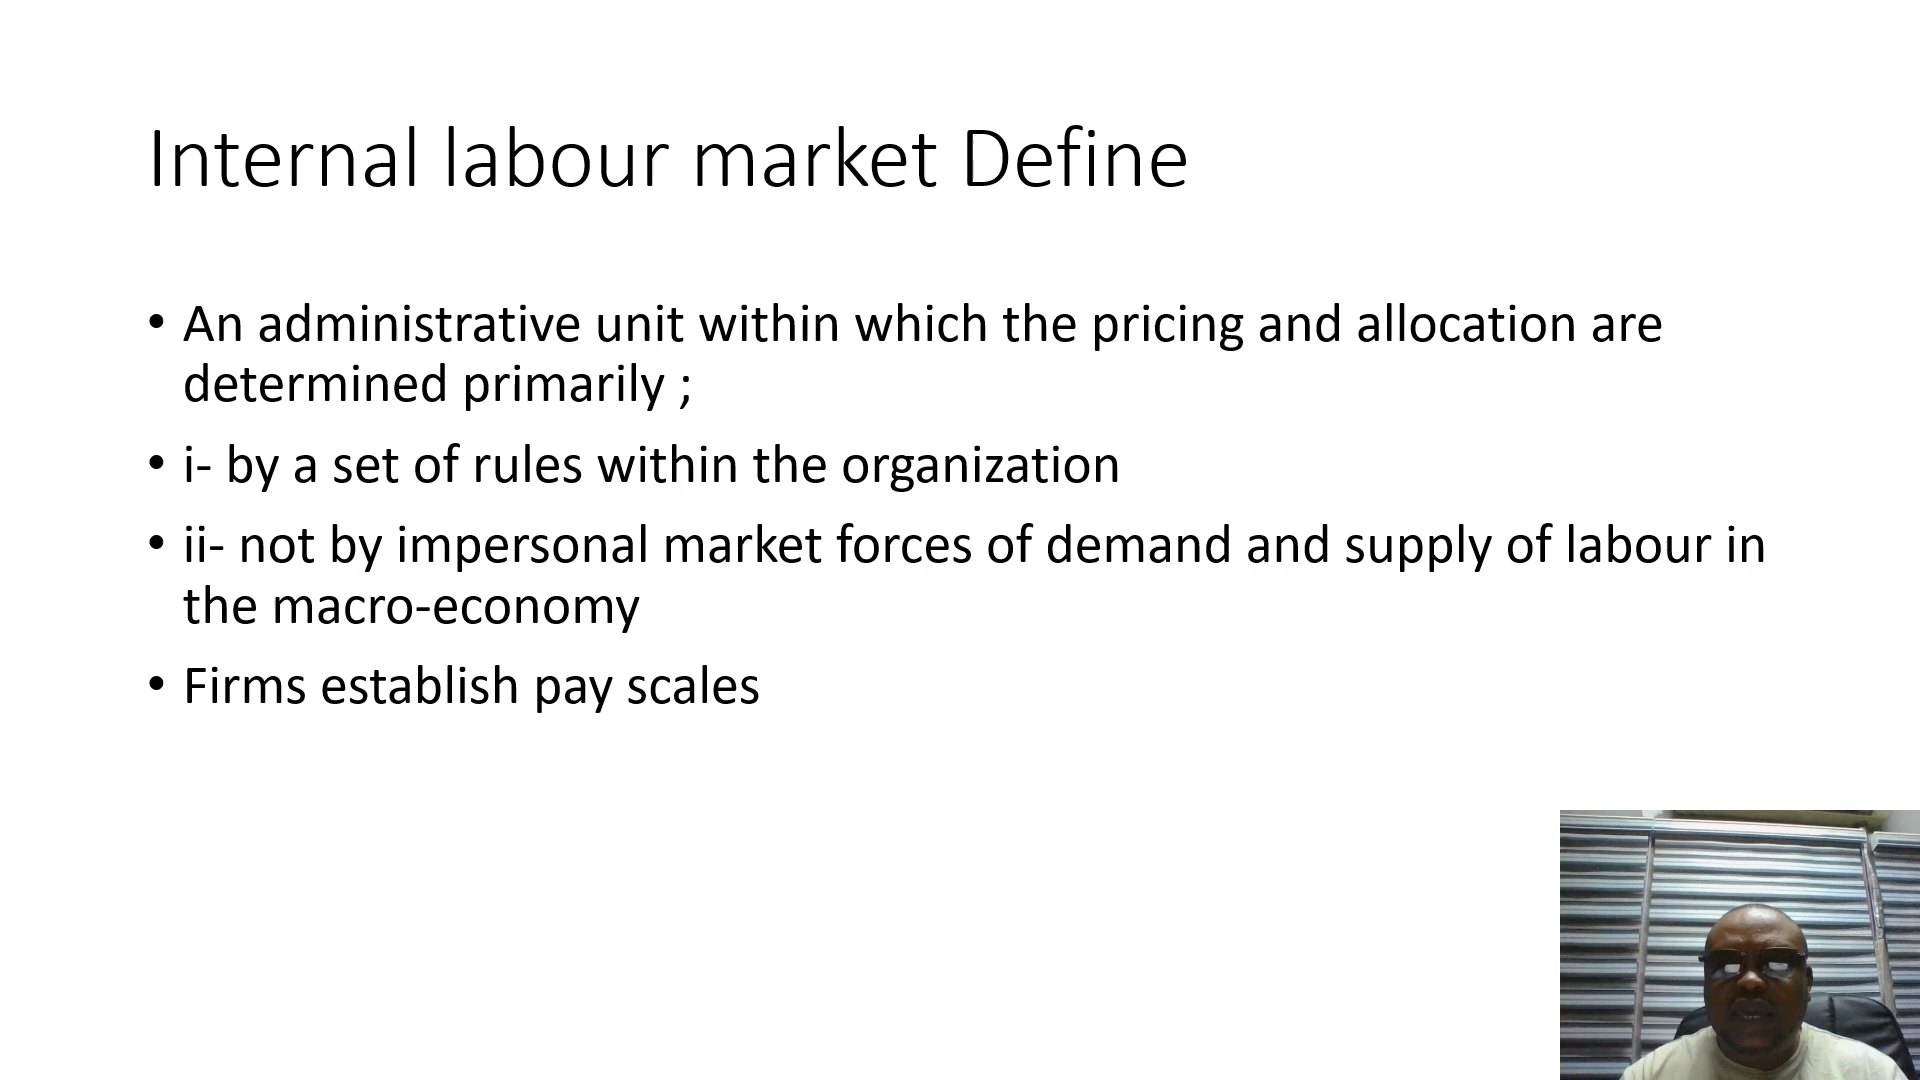 Internal labour market Define
• An administrative unit within which the pricing and allocation are
determined primarily ;
• i- by a set of rules within the organization
• ii- not by impersonal market forces of demand and supply of labour in
the macro-economy
• Firms establish pay scales